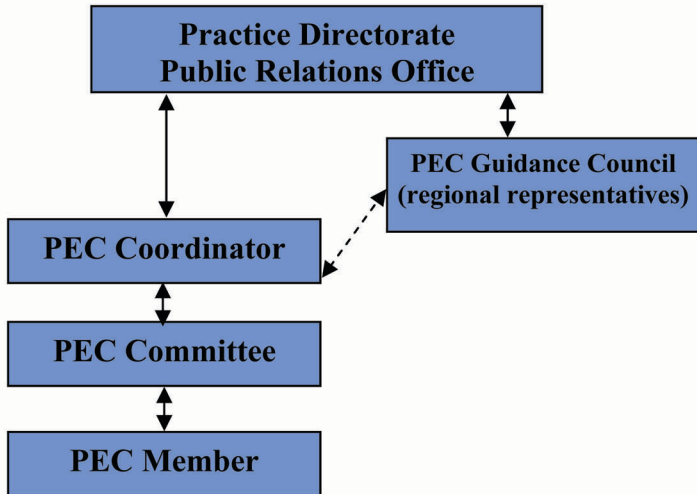 Practice Directorate
Public Relations Office
PEC Guidance Council
(regional representatives)
PEC Coordinator
PEC Committee
PEC Member